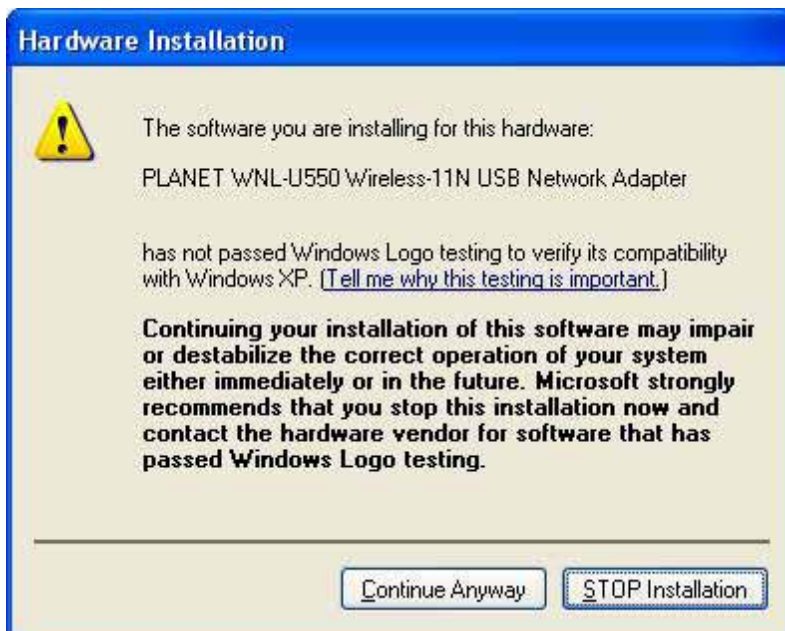 Hardware Installation
The software you are installing for this hardware:
PLANET WNL-U550 Wireless-11N USB Network Adapter
has not passed Windows Logo testing to verify its compatibility
with Windows XP. (Tell me why this testing is important.)
Continuing your installation of this software may impair
or destabilize the correct operation of your system
either immediately or in the future. Microsoft strongly
recommends that you stop this installation now and
contact the hardware vendor for software that has
passed Windows Logo testing.
Continue Anyway STOP Installation